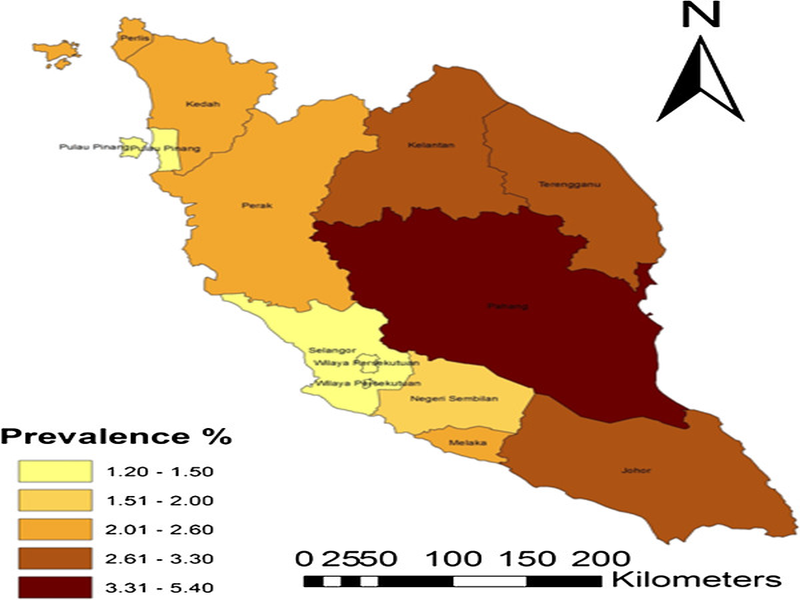 N
Perlis
Kedah
Pulau Pinang
Pulau Pinang
Kelantan
Terengganu
Perak
Pahang
Selangor
Wilaya Persekutuan
Wilaya Persekutuan
Negeri Sembilan
Melaka
Johor
Prevalence %
1.20 - 1.50
1.51 - 2.00
2.01 - 2.60
2.61 - 3.30
3.31 - 5.40
0 25 50 100 150 200
Kilometers